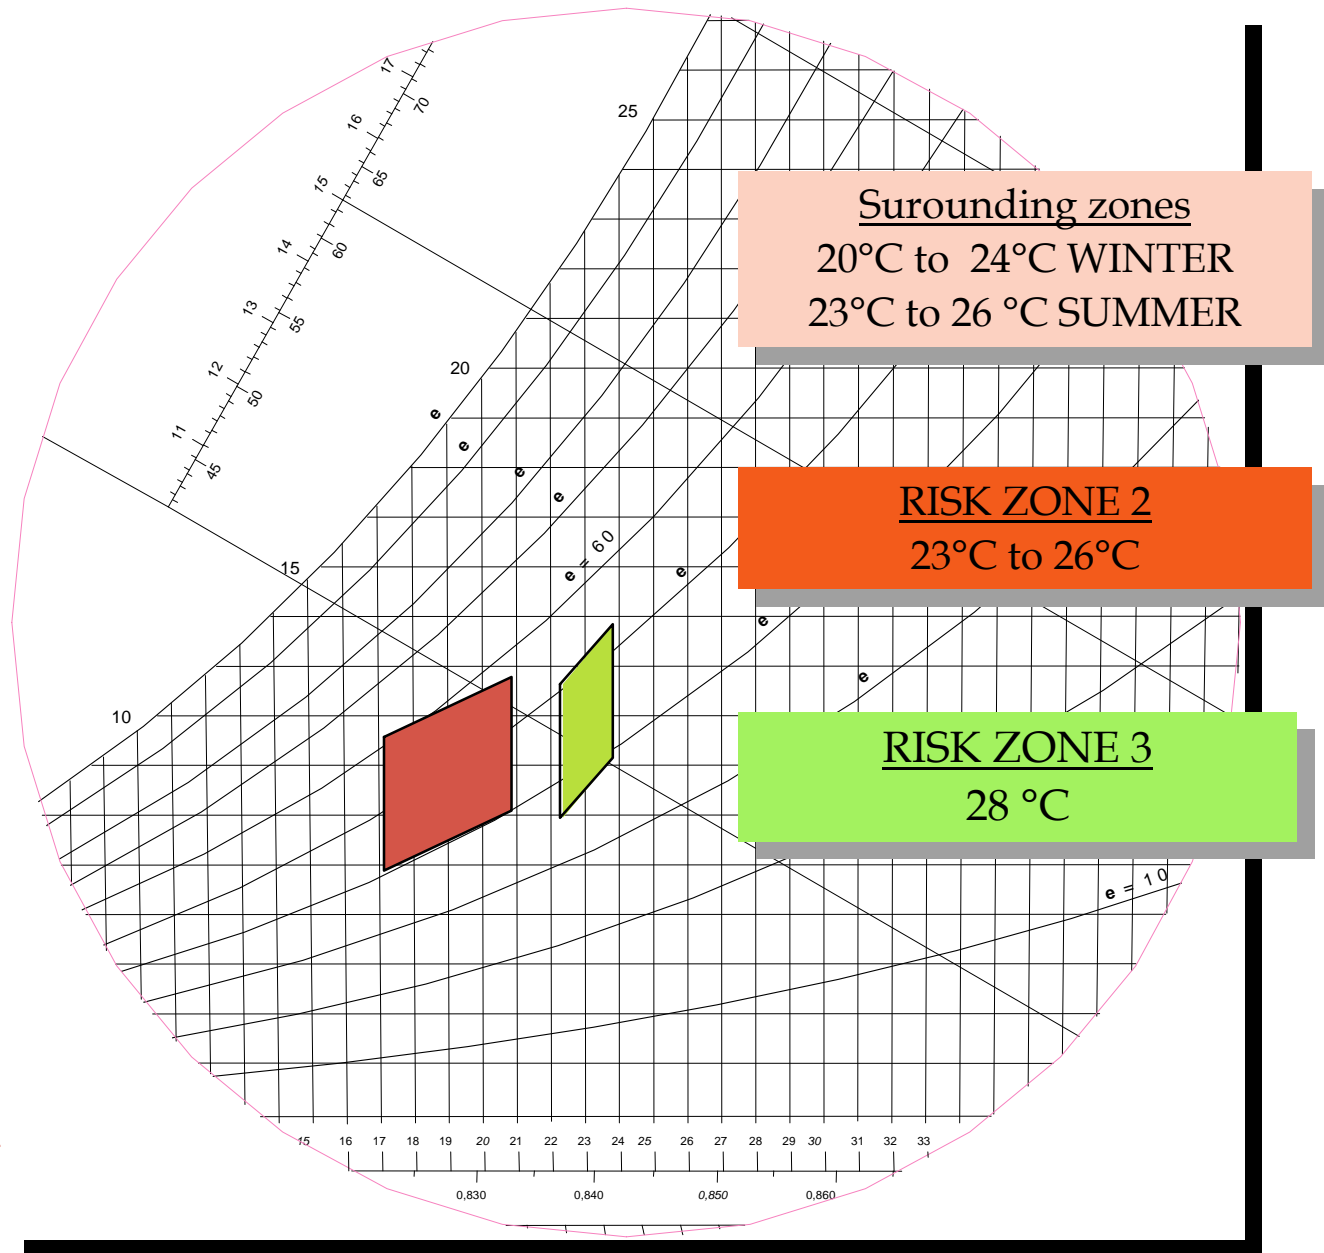 17
70
16
65
15
60
14
55
13
50
12
45
11
25
20
15
10
Surounding zones
20°C to 24°C WINTER
23°C to 26 °C SUMMER
RISK ZONE 2
23°C to 26°C
RISK ZONE 3
28 °C
e
e
e
e
e = 60
e
e
e
e = 10
15 16 17 18 19 20 21 22 23 24 25 26 27 28 29 30 31 32 33
0,830 0,840 0,850 0,860